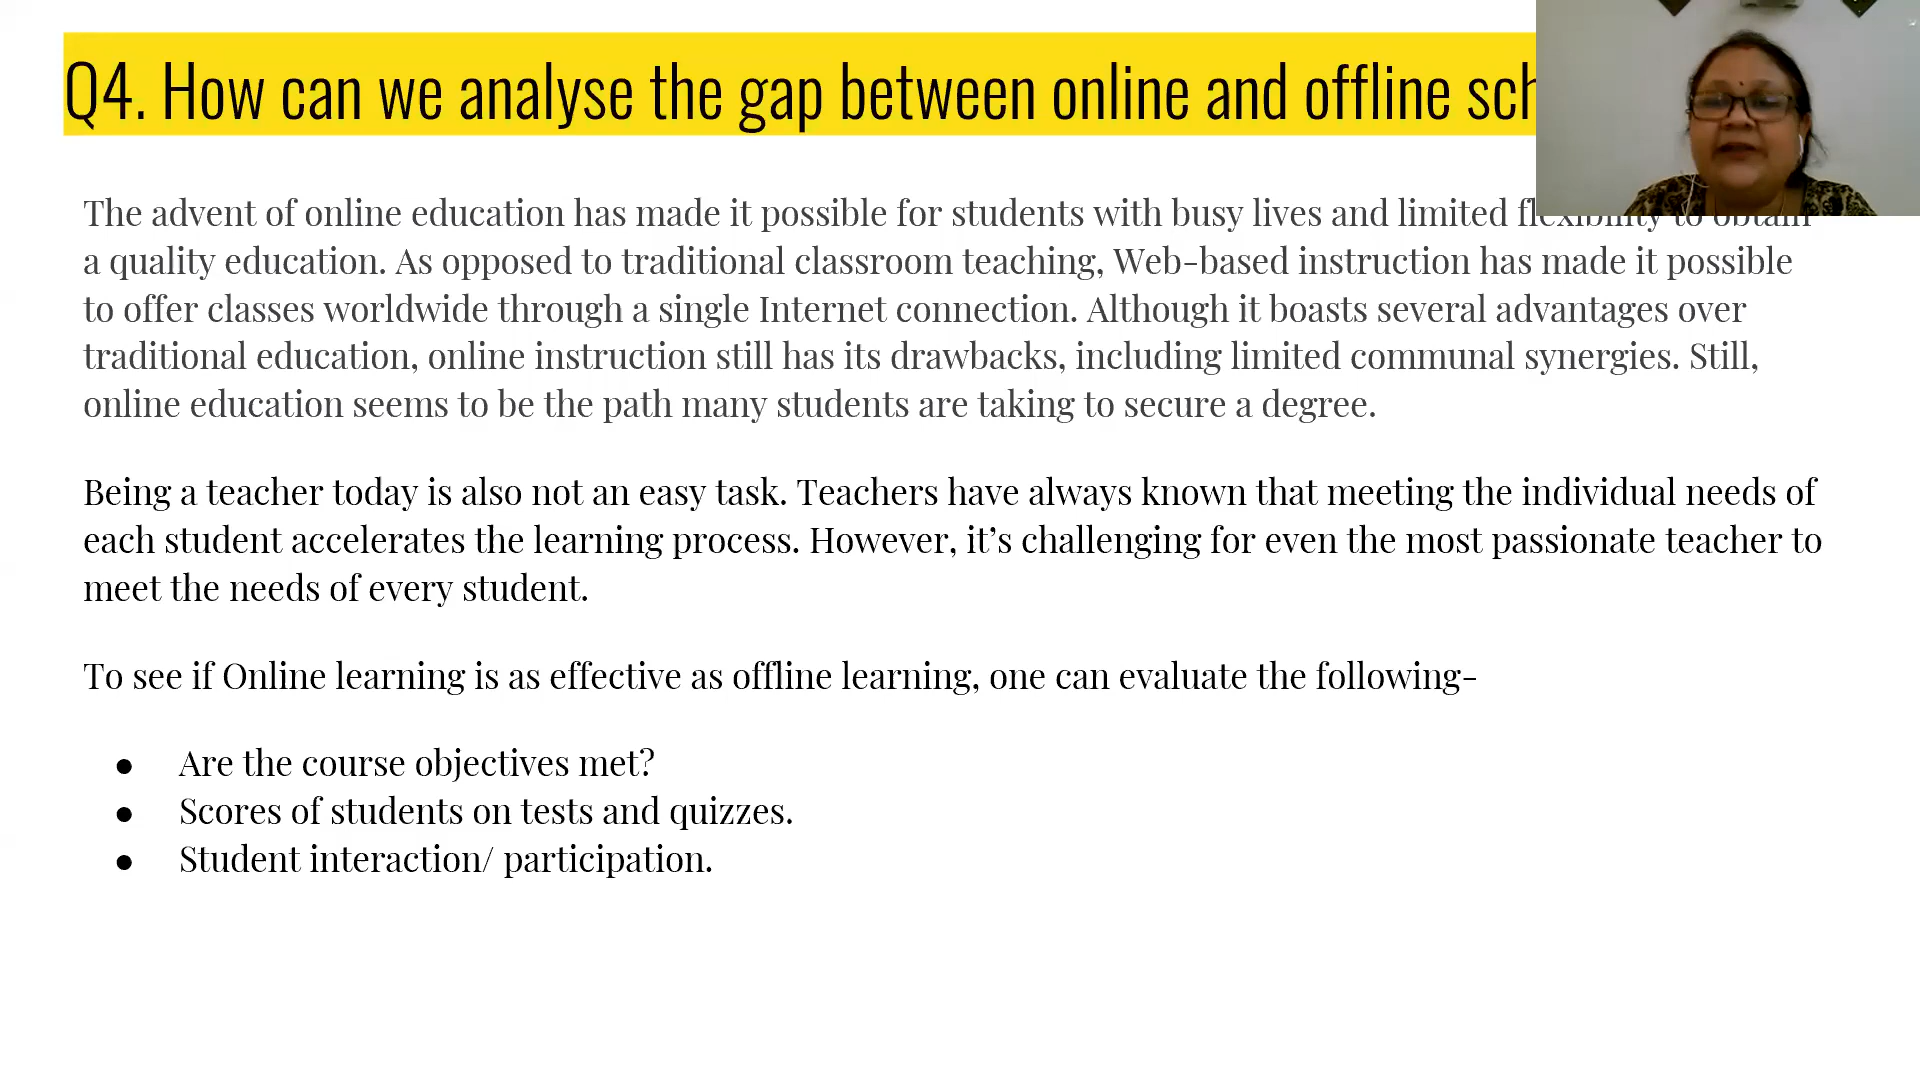 Q4. How can we analyse the gap between online and offline
The advent of online education has made it possible for students with busy lives and limited flexibility to obtain
a quality education. As opposed to traditional classroom teaching, Web-based instruction has made it possible
to offer classes worldwide through a single Internet connection. Although it boasts several advantages over
traditional education, online instruction still has its drawbacks, including limited communal synergies. Still,
online education seems to be the path many students are taking to secure a degree.
Being a teacher today is also not an easy task. Teachers have always known that meeting the individual needs of
each student accelerates the learning process. However, it’s challenging for even the most passionate teacher to
meet the needs of every student.
To see if Online learning is as effective as offline learning, one can evaluate the following-
● Are the course objectives met?
● Scores of students on tests and quizzes.
● Student interaction/ participation.